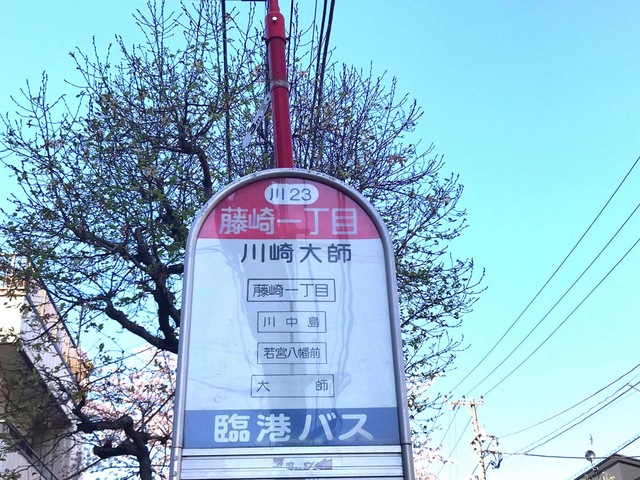 川23
藤崎一丁目
川崎大師
藤崎一丁目
川中島
若宮八幡前
大師
臨港バス